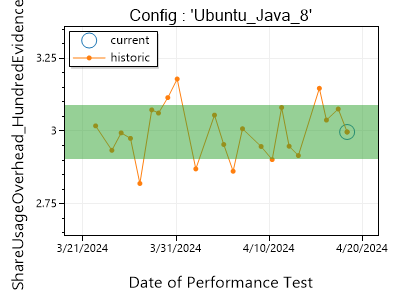 Config : 'Ubuntu_Java_8'
current
historic
ShareUsageOverhead_HundredEvidence
3.25
3
2.75
3/21/2024
3/31/2024
4/10/2024
4/20/2024
Date of Performance Test